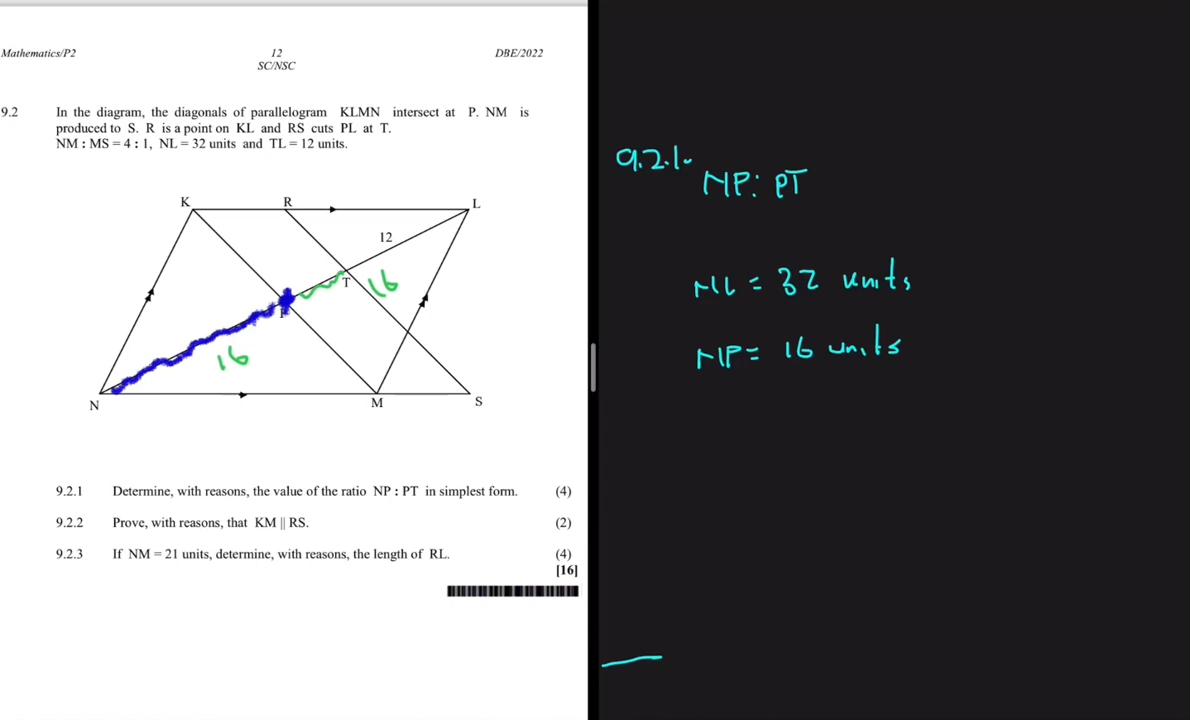 Mathematics/P2 12 DBE/2022
SC/NSC
9.2 In the diagram, the diagonals of parallelogram KLMN intersect at P. NM is
produced to S. R is a point on KL and RS cuts PL at T.
NM : MS = 4 : 1, NL = 32 units and TL = 12 units.
K R L
12
T 16
P
16
N M S
9.2.1 Determine, with reasons, the value of the ratio NP : PT in simplest form. (4)
9.2.2 Prove, with reasons, that KM || RS. (2)
9.2.3 If NM = 21 units, determine, with reasons, the length of RL. (4)
[16]
9.2.1.
NP: PT
NL = 32 units
NP= 16 units